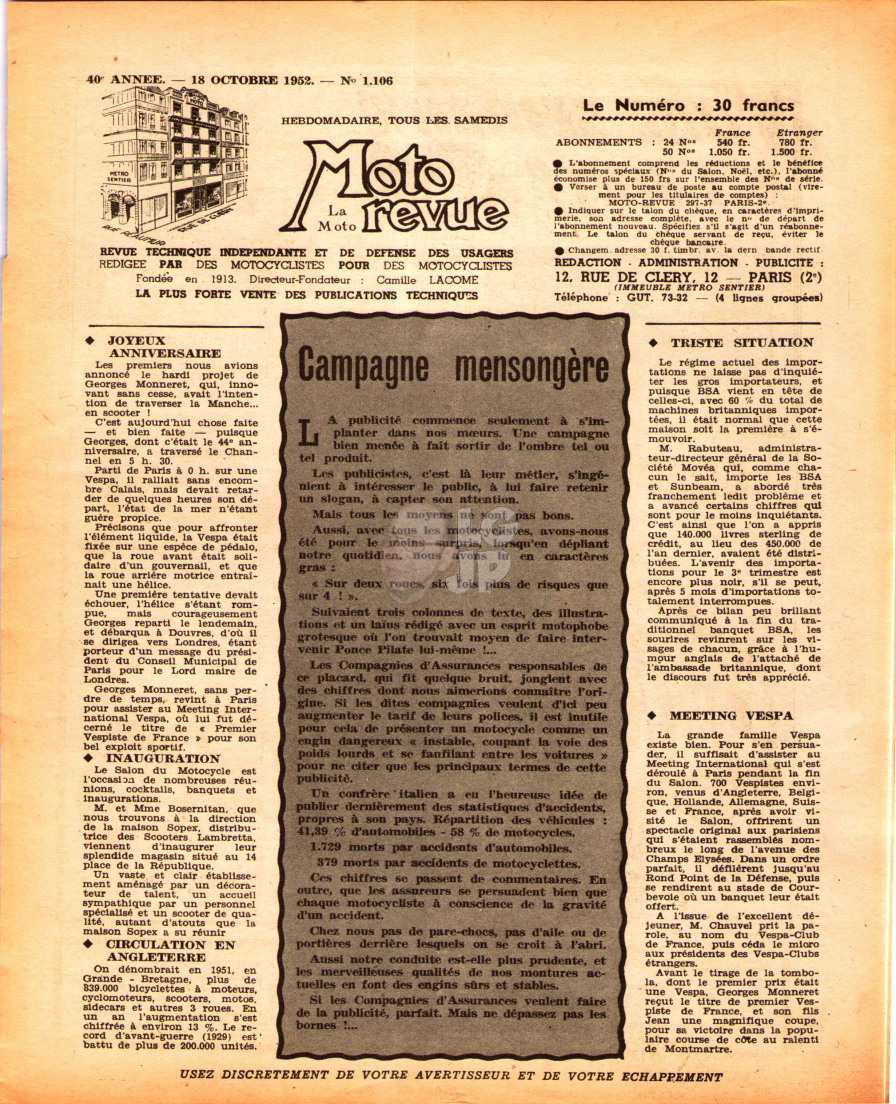 40e ANNEE. — 18 OCTOBRE 1952. — No 1.106
METRO
SENTIER
RUE REAUMUR
RUE DE CLERY
HEBDOMADAIRE, TOUS LES SAMEDIS
Moto
revue
La
Moto
REVUE TECHNIQUE INDEPENDANTE ET DE DEFENSE DES USAGERS
REDIGEE PAR DES MOTOCYCLISTES POUR DES MOTOCYCLISTES
Fondée en 1913. Directeur-Fondateur : Camille LACOME
LA PLUS FORTE VENTE DES PUBLICATIONS TECHNIQUES
Le Numéro : 30 francs
France Etranger
ABONNEMENTS : 24 Nos 540 fr. 780 fr.
50 Nos 1.050 fr. 1.500 fr.
● L'abonnement comprend les réductions et le bénéfice
des numéros spéciaux (Nos du Salon, Noël, etc.), l'abonné
économise plus de 150 frs sur l'ensemble des Nos de série.
● Verser à un bureau de poste au compte postal (vire-
ment pour les titulaires de comptes) :
MOTO-REVUE 297-37 PARIS-2e
● Indiquer sur le talon du chèque, en caractères d'impri-
merie, son adresse complète, avec le no de départ de
l'abonnement nouveau. Spécifiez s'il s'agit d'un réabonne-
ment. Le talon du chèque servant de reçu, éviter le
chèque bancaire.
● Changem. adresse 30 f. timbr. av. la dern bande rectif
REDACTION - ADMINISTRATION - PUBLICITE :
12, RUE DE CLERY, 12 — PARIS (2e)
(IMMEUBLE METRO SENTIER)
Téléphone : GUT. 73-32 — (4 lignes groupées)
◆ JOYEUX
ANNIVERSAIRE
Les premiers nous avions
annoncé le hardi projet de
Georges Monneret, qui, inno-
vant sans cesse, avait l'inten-
tion de traverser la Manche...
en scooter !
C'est aujourd'hui chose faite
— et bien faite — puisque
Georges, dont c'était le 44e an-
niversaire, a traversé le Chan-
nel en 5 h. 30.
Parti de Paris à 0 h. sur une
Vespa, il ralliait sans encom-
bre Calais, mais devait retar-
der de quelques heures son dé-
part, l'état de la mer n'étant
guère propice.
Précisons que pour affronter
l'élément liquide, la Vespa était
fixée sur une espèce de pédalo,
que la roue avant était soli-
daire d'un gouvernail, et que
la roue arrière motrice entraî-
nait une hélice.
Une première tentative devait
échouer, l'hélice s'étant rom-
pue, mais courageusement
Georges reparti le lendemain,
et débarqua à Douvres, d'où il
se dirigea vers Londres, étant
porteur d'un message du prési-
dent du Conseil Municipal de
Paris pour le Lord maire de
Londres.
Georges Monneret, sans per-
dre de temps, revint à Paris
pour assister au Meeting Inter-
national Vespa, où lui fut dé-
cerné le titre de « Premier
Vespiste de France » pour son
bel exploit sportif.
◆ INAUGURATION
Le Salon du Motocycle est
l'occasion de nombreuses réu-
nions, cocktails, banquets et
inaugurations.
M. et Mme Bosernitan, que
nous trouvons à la direction
de la maison Sopex, distribu-
trice des Scooters Lambretta,
viennent d'inaugurer leur
splendide magasin situé au 14
place de la République.
Un vaste et clair établisse-
ment aménagé par un décora-
teur de talent, un accueil
sympathique par un personnel
spécialisé et un scooter de qua-
lité, autant d'atouts que la
maison Sopex a su réunir
◆ CIRCULATION EN
ANGLETERRE
On dénombrait en 1951, en
Grande - Bretagne, plus de
839.000 bicyclettes à moteurs,
cyclomoteurs, scooters, motos,
sidecars et autres 3 roues. En
un an l'augmentation s'est
chiffrée à environ 13 %. Le re-
cord d'avant-guerre (1929) est
battu de plus de 200.000 unités.
Campagne mensongère
LA publicité commence seulement à s'im-
planter dans nos mœurs. Une campagne
bien menée à fait sortir de l'ombre tel ou
tel produit.
Les publicistes, c'est là leur métier, s'ingé-
nient à intéresser le public, à lui faire retenir
un slogan, à capter son attention.
Mais tous les moyens ne sont pas bons.
Aussi, avec tous les motocyclistes, avons-nous
été pour le moins surpris, lorsqu'en dépliant
notre quotidien, nous avons lu en caractères
gras :
« Sur deux roues, six fois plus de risques que
sur 4 ! ».
Suivaient trois colonnes de texte, des illustra-
tions et un laïus rédigé avec un esprit motophobe
grotesque où l'on trouvait moyen de faire inter-
venir Ponce Pilate lui-même !...
Les Compagnies d'Assurances responsables de
ce placard, qui fit quelque bruit, jonglent avec
des chiffres dont nous aimerions connaître l'ori-
gine. Si les dites compagnies veulent d'ici peu
augmenter le tarif de leurs polices, il est inutile
pour cela de présenter un motocycle comme un
engin dangereux « instable, coupant la voie des
poids lourds et se faufilant entre les voitures »
pour ne citer que les principaux termes de cette
publicité.
Un confrère italien a eu l'heureuse idée de
publier dernièrement des statistiques d'accidents,
propres à son pays. Répartition des véhicules :
41,39 % d'automobiles - 58 % de motocycles.
1.729 morts par accidents d'automobiles.
379 morts par accidents de motocyclettes.
Ces chiffres se passent de commentaires. En
outre, que les assureurs se persuadent bien que
chaque motocycliste à conscience de la gravité
d'un accident.
Chez nous pas de pare-chocs, pas d'aile ou de
portières derrière lesquels on se croit à l'abri.
Aussi notre conduite est-elle plus prudente, et
les merveilleuses qualités de nos montures ac-
tuelles en font des engins sûrs et stables.
Si les Compagnies d'Assurances veulent faire
de la publicité, parfait. Mais ne dépassez pas les
bornes !...
◆ TRISTE SITUATION
Le régime actuel des impor-
tations ne laisse pas d'inquié-
ter les gros importateurs, et
puisque BSA vient en tête de
celles-ci, avec 60 % du total de
machines britanniques impor-
tées, il était normal que cette
maison soit la première à s'é-
mouvoir.
M. Rabuteau, administra-
teur-directeur général de la So-
ciété Movéa qui, comme cha-
cun le sait, importe les BSA
et Sunbeam, a abordé très
franchement ledit problème et
a avancé certains chiffres qui
sont pour le moins inquiétants.
C'est ainsi que l'on a appris
que 140.000 livres sterling de
crédit, au lieu des 450.000 de
l'an dernier, avaient été distri-
buées. L'avenir des importa-
tions pour le 3e trimestre est
encore plus noir, s'il se peut,
après 5 mois d'importations to-
talement interrompues.
Après ce bilan peu brillant
communiqué à la fin du tra-
ditionnel banquet BSA, les
sourires revinrent sur les vi-
sages de chacun, grâce à l'hu-
mour anglais de l'attaché de
l'ambassade britannique, dont
le discours fut très apprécié.
◆ MEETING VESPA
La grande famille Vespa
existe bien. Pour s'en persua-
der, il suffisait d'assister au
Meeting International qui s'est
déroulé à Paris pendant la fin
du Salon. 700 Vespistes envi-
ron, venus d'Angleterre, Belgi-
que, Hollande, Allemagne, Suis-
se et France, après avoir vi-
sité le Salon, offrirent un
spectacle original aux parisiens
qui s'étaient rassemblés nom-
breux le long de l'avenue des
Champs Elysées. Dans un ordre
parfait, il défilèrent jusqu'au
Rond Point de la Défense, puis
se rendirent au stade de Cour-
bevoie où un banquet leur était
offert.
A l'issue de l'excellent dé-
jeuner, M. Chauvel prit la pa-
role, au nom du Vespa-Club
de France, puis céda le micro
aux présidents des Vespa-Clubs
étrangers.
Avant le tirage de la tombo-
la, dont le premier prix était
une Vespa, Georges Monneret
reçut le titre de premier Ves-
piste de France, et son fils
Jean une magnifique coupe,
pour sa victoire dans la popu-
laire course de côte au ralenti
de Montmartre.
USEZ DISCRETEMENT DE VOTRE AVERTISSEUR ET DE VOTRE ECHAPPEMENT